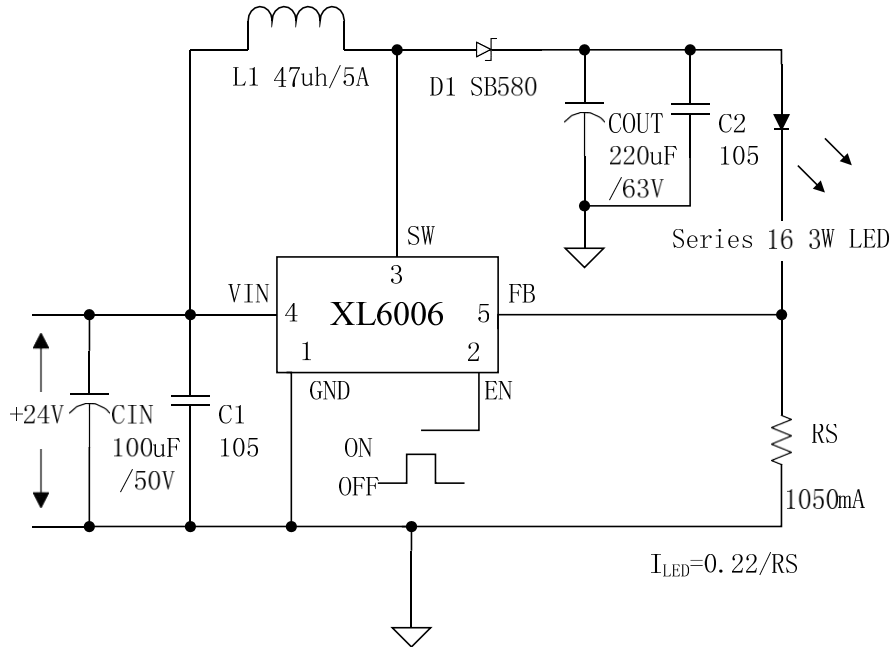 L1 47uh/5A
D1 SB580
COUT
220uF
/63V
C2
105
Series 16 3W LED
SW
3
VIN
4
XL6006
5
FB
1
2
GND
EN
+24V
CIN
100uF
/50V
C1
105
ON
OFF
RS
1050mA
I_LED=0.22/RS